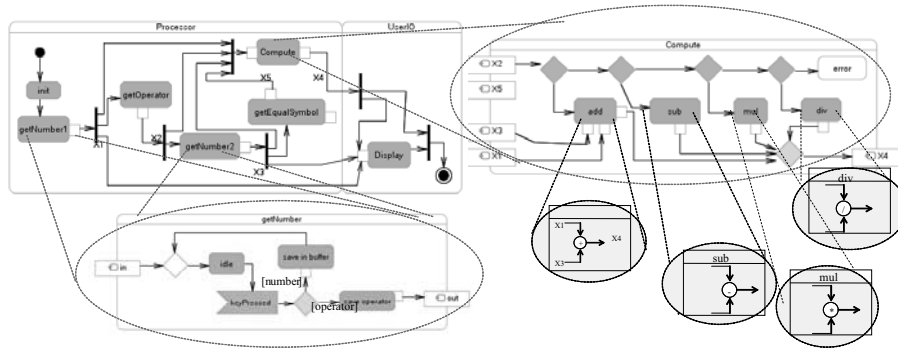 Processor
UserIO
init
getNumber1
X1
getOperator
X2
getNumber2
X3
Compute
X5
X4
getEqualSymbol
Display
Compute
X2
X5
X3
X1
error
add
sub
mul
div
X4
getNumber
in
idle
save in buffer
[number]
keyPressed
[operator]
save operator
out
X1
+
X4
X3
sub
-
mul
*
div
/